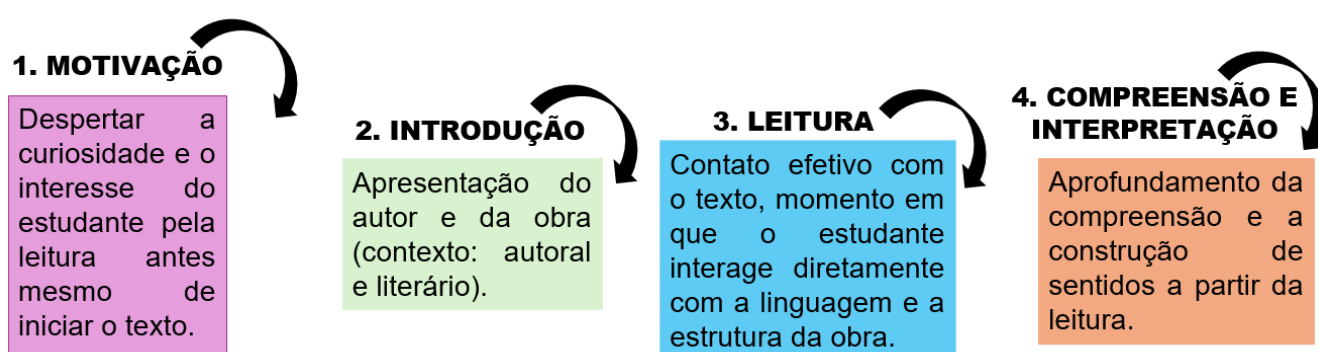 1. MOTIVAÇÃO
Despertar a
curiosidade e o
interesse do
estudante pela
leitura antes
mesmo de
iniciar o texto.
2. INTRODUÇÃO
Apresentação do
autor e da obra
(contexto: autoral
e literário).
3. LEITURA
Contato efetivo com
o texto, momento em
que o estudante
interage diretamente
com a linguagem e a
estrutura da obra.
4. COMPREENSÃO E
INTERPRETAÇÃO
Aprofundamento da
compreensão e a
construção de
sentidos a partir da
leitura.